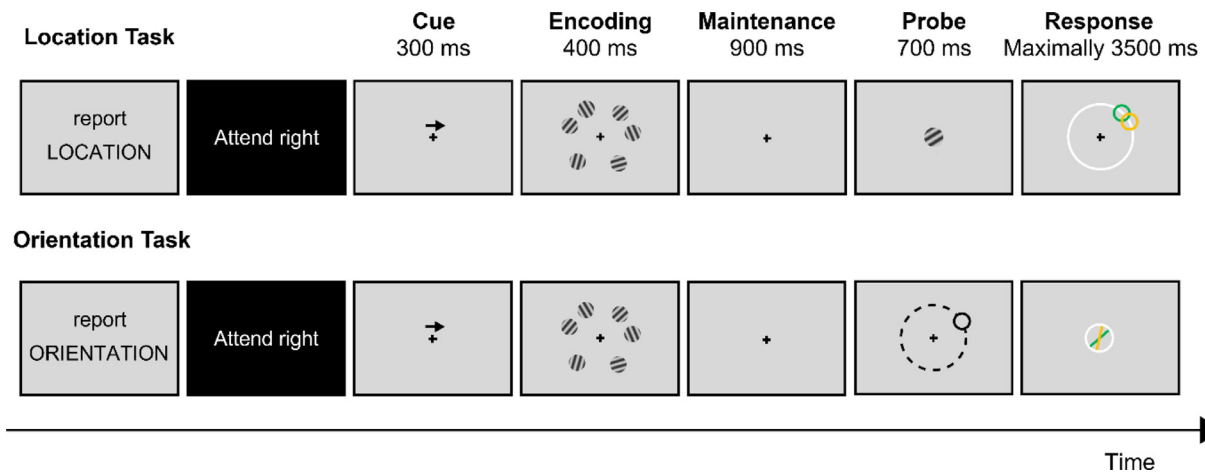 Location Task
Cue
300 ms
Encoding
400 ms
Maintenance
900 ms
Probe
700 ms
Response
Maximally 3500 ms
report
LOCATION
Attend right
Orientation Task
report
ORIENTATION
Attend right
Time